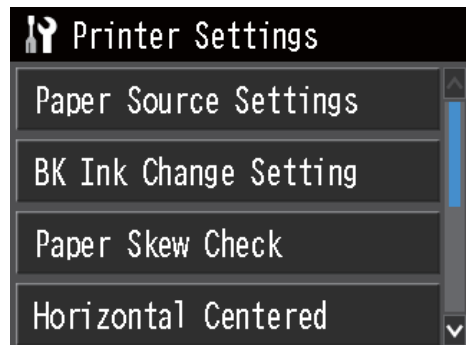 Printer Settings
Paper Source Settings
BK Ink Change Setting
Paper Skew Check
Horizontal Centered